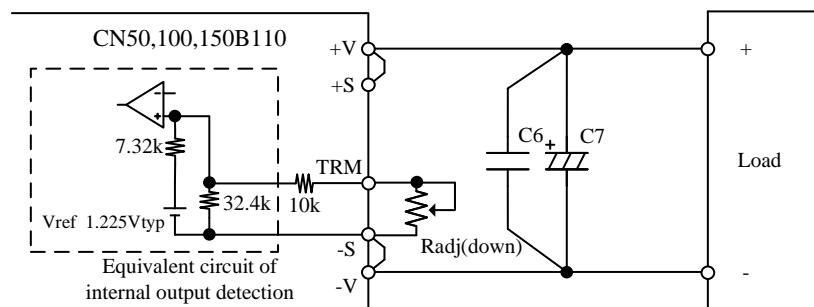 CN50,100,150B110
+V
+
+S
7.32k
C6
+
C7
TRM
Load
32.4k
10k
Vref 1.225Vtyp
-S
Radj(down)
Equivalent circuit of
internal output detection
-V
-